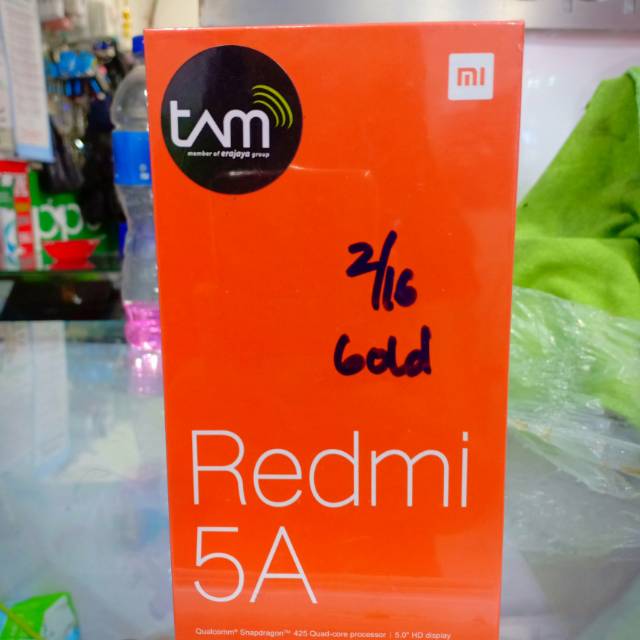 tam
member of erajaya group
mi
2/16
Gold
Redmi
5A
Qualcomm® Snapdragon™ 425 Quad-core processor | 5.0" HD display